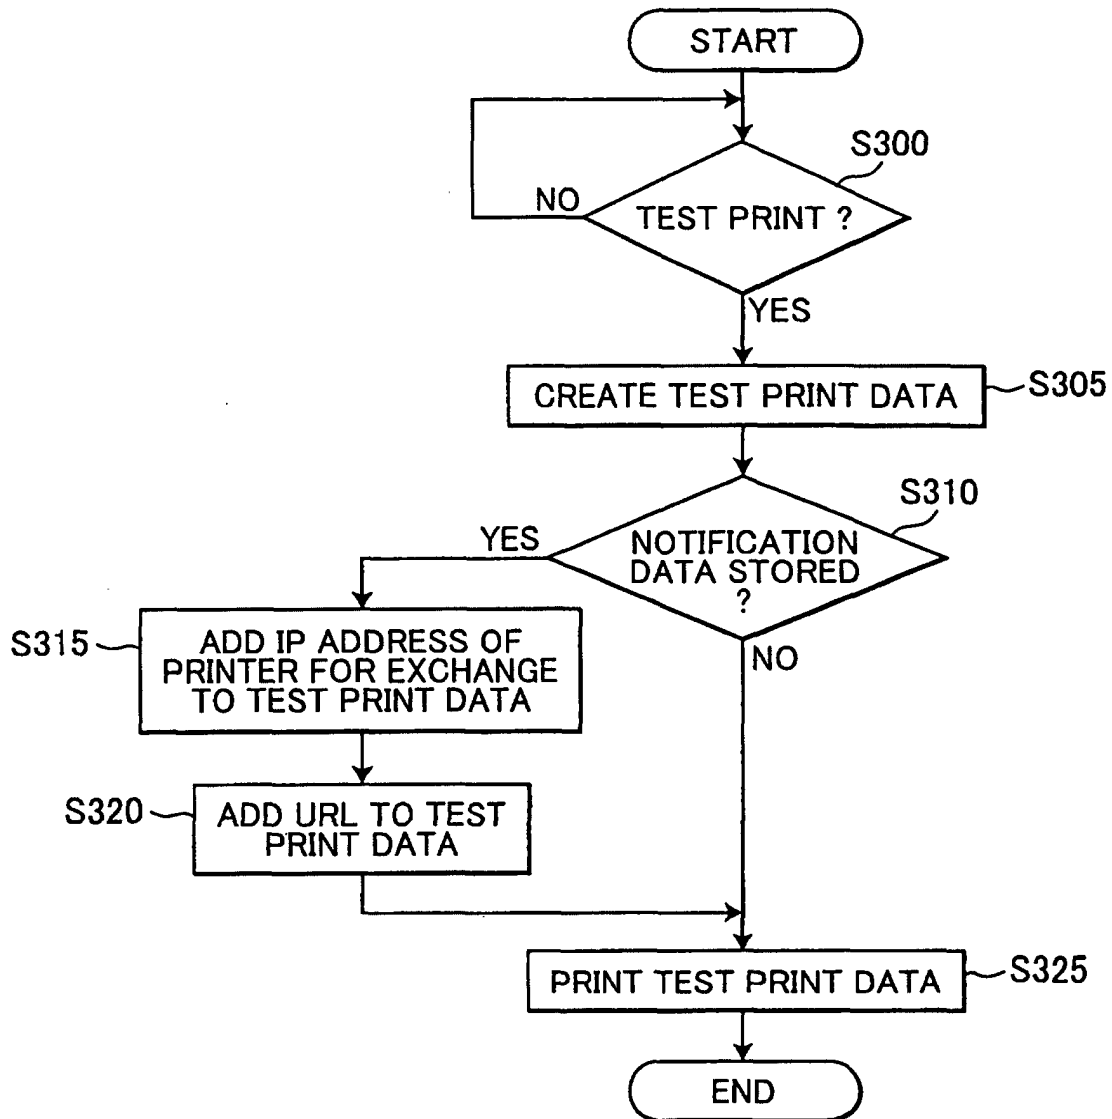 START
S300
NO
TEST PRINT ?
YES
CREATE TEST PRINT DATA
S305
S310
YES
NOTIFICATION
DATA STORED
?
NO
S315
ADD IP ADDRESS OF
PRINTER FOR EXCHANGE
TO TEST PRINT DATA
S320
ADD URL TO TEST
PRINT DATA
PRINT TEST PRINT DATA
S325
END